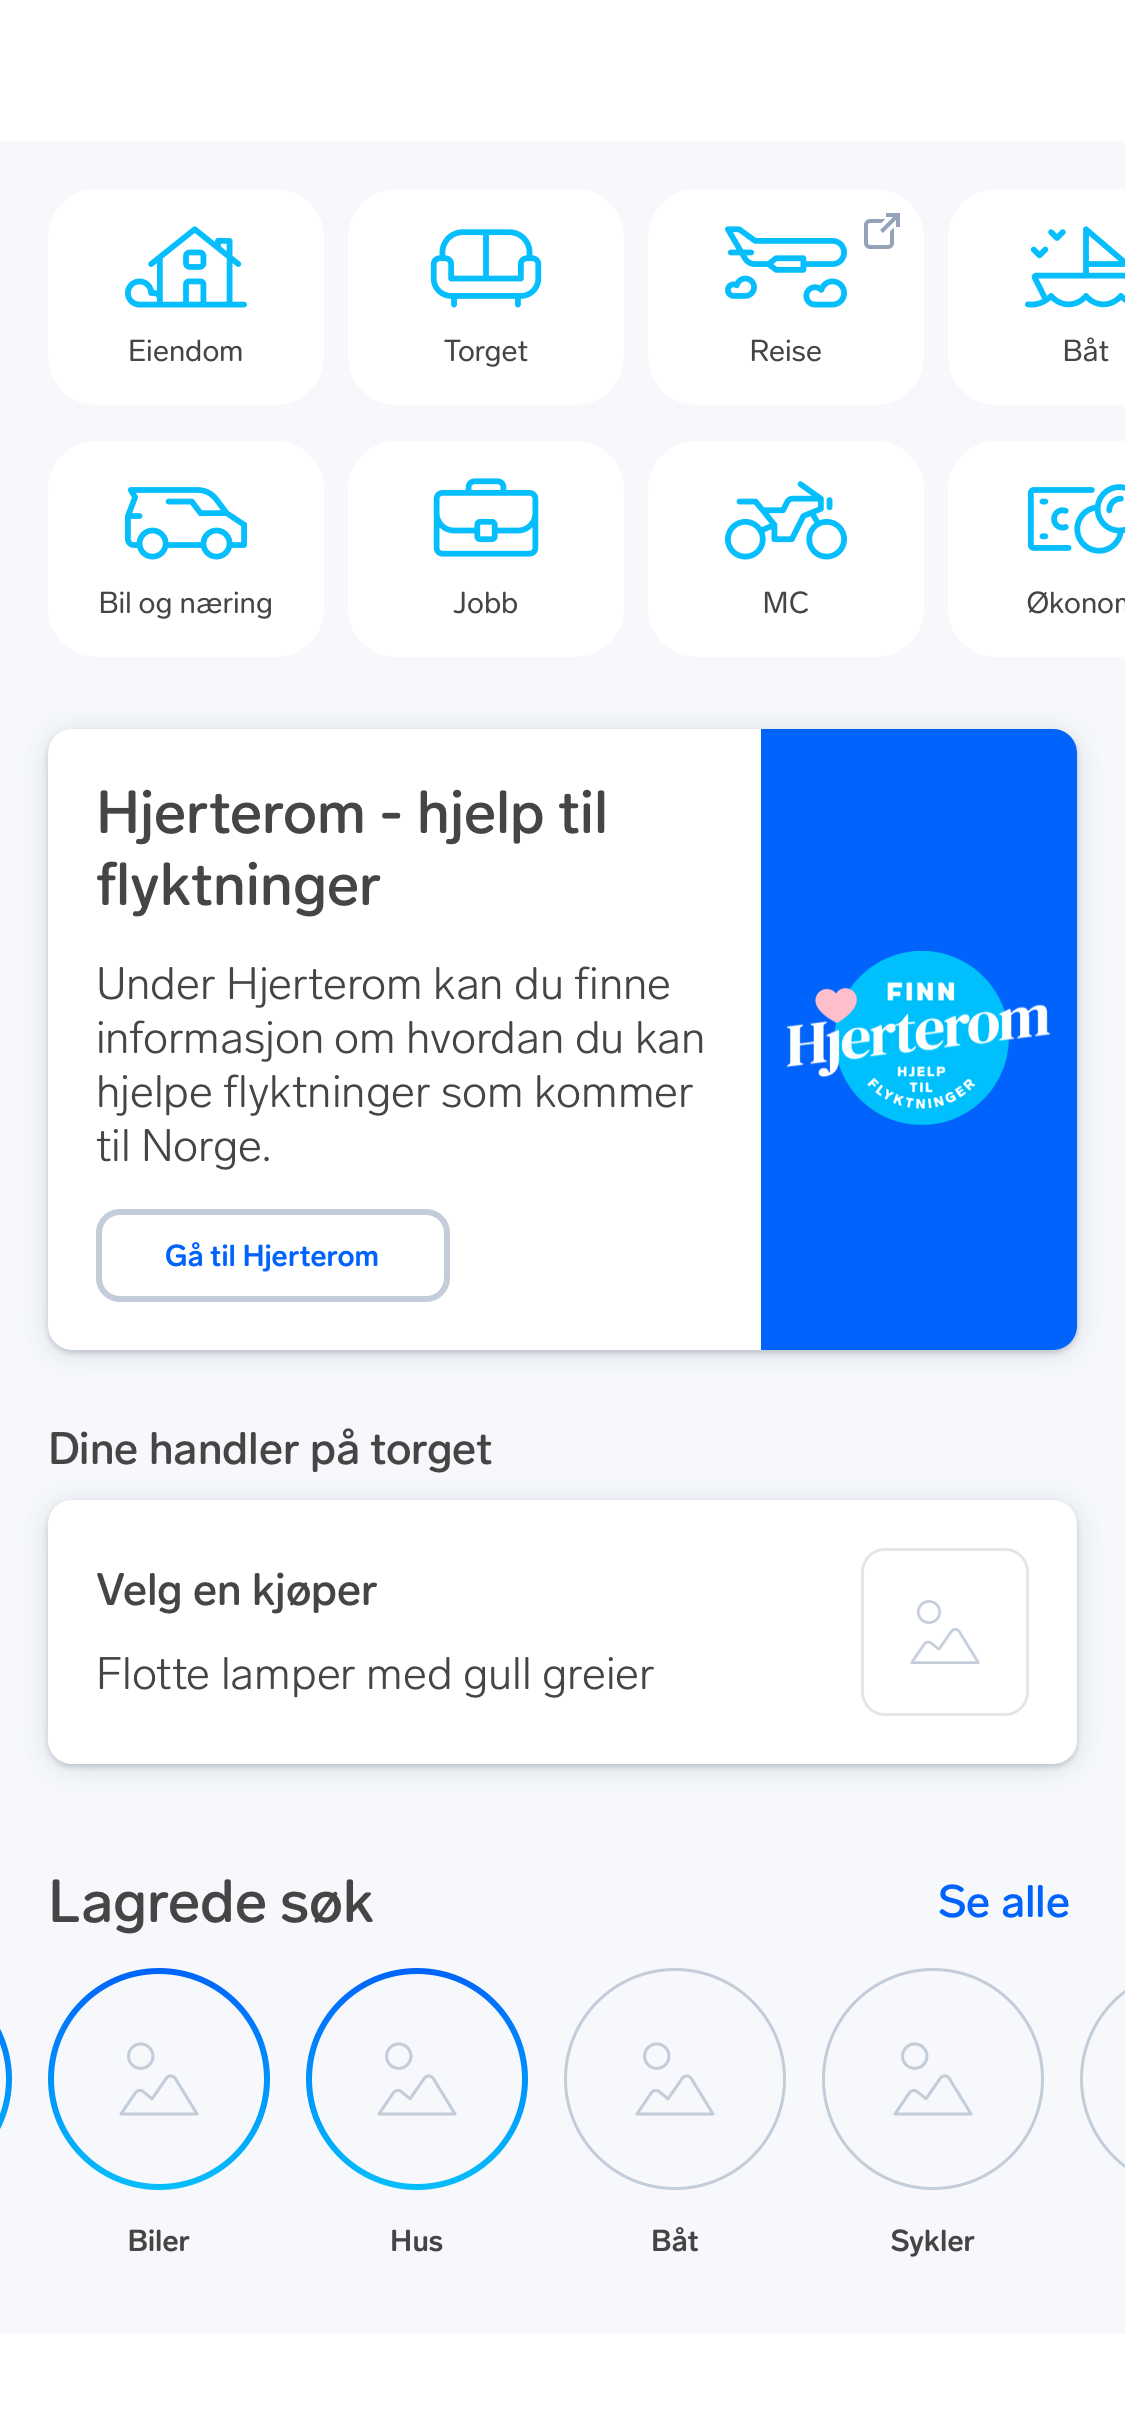 Eiendom
Torget
Reise
Båt
Bil og næring
Jobb
MC
Hjerterom - hjelp til
flyktninger
Under Hjerterom kan du finne
informasjon om hvordan du kan
hjelpe flyktninger som kommer
til Norge.
Gå til Hjerterom
FINN
Hjerterom
HJELP
TIL
FLYKTNINGER
Dine handler på torget
Velg en kjøper
Flotte lamper med gull greier
Lagrede søk
Se alle
Biler
Hus
Båt
Sykler